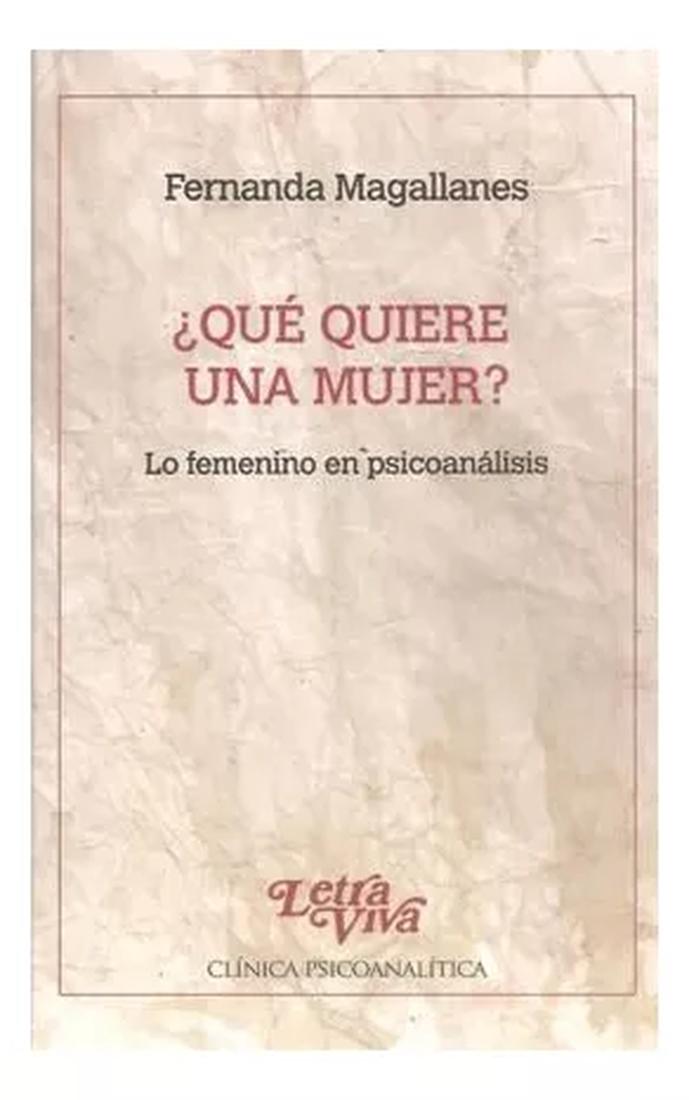 Fernanda Magallanes
¿QUÉ QUIERE
UNA MUJER?
Lo femenino en psicoanálisis
Letra
Viva
CLÍNICA PSICOANALÍTICA